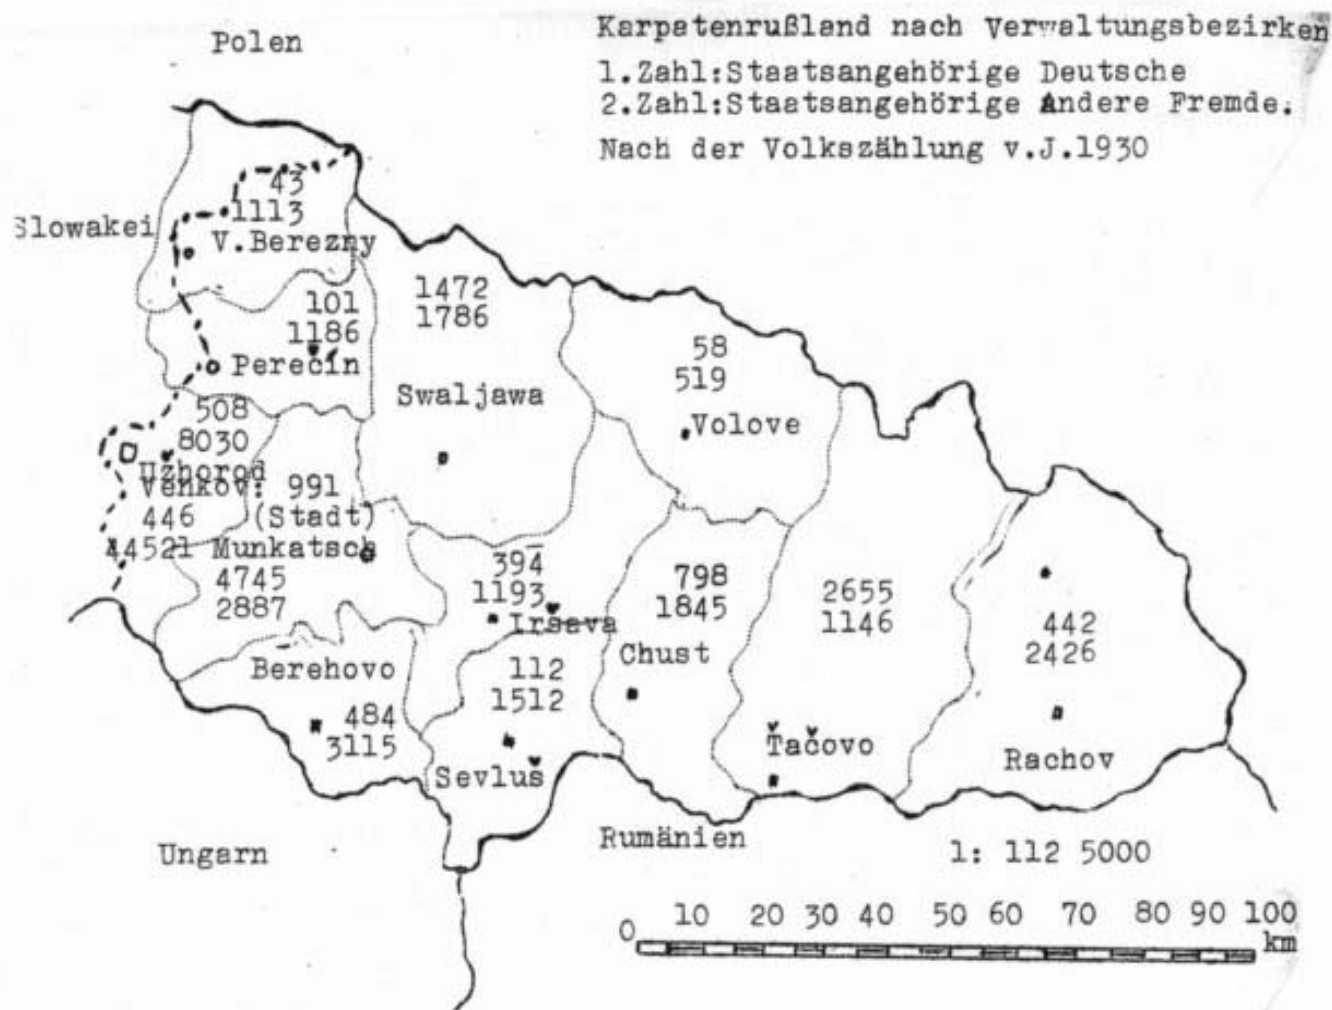 Polen
Karpatenrußland nach Verwaltungsbezirken
1.Zahl:Staatsangehörige Deutsche
2.Zahl:Staatsangehörige Andere Fremde.
Nach der Volkszählung v.J.1930
43
1113
Slowakei
V.Berezny
101
1186
Perečín
1472
1786
Swaljawa
58
519
Volove
508
8030
Užhorod
Venkov: 991
446 (Stadt)
14521 Munkatsch
4745
2887
394
1193
Iršava
798
1845
Chust
2655
1146
442
2426
Berehovo
484
3115
112
1512
Sevluš
Ťačovo
Rachov
Ungarn
Rumänien
1: 112 5000
0 10 20 30 40 50 60 70 80 90 100
km